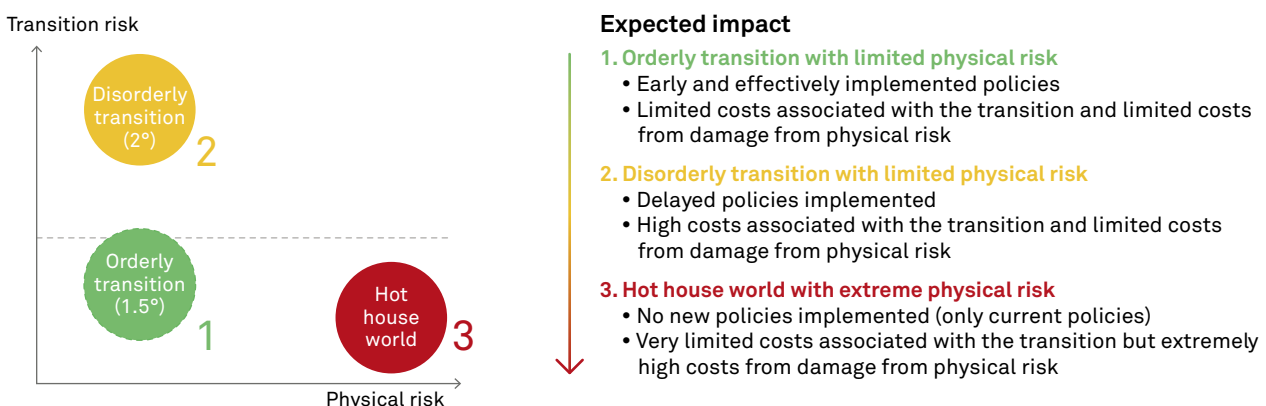 Transition risk
Disorderly
transition
(2°)
2
Orderly
transition
(1.5°)
1
Hot
house
world
3
Physical risk
Expected impact
1. Orderly transition with limited physical risk
• Early and effectively implemented policies
• Limited costs associated with the transition and limited costs
from damage from physical risk
2. Disorderly transition with limited physical risk
• Delayed policies implemented
• High costs associated with the transition and limited costs
from damage from physical risk
3. Hot house world with extreme physical risk
• No new policies implemented (only current policies)
• Very limited costs associated with the transition but extremely
high costs from damage from physical risk